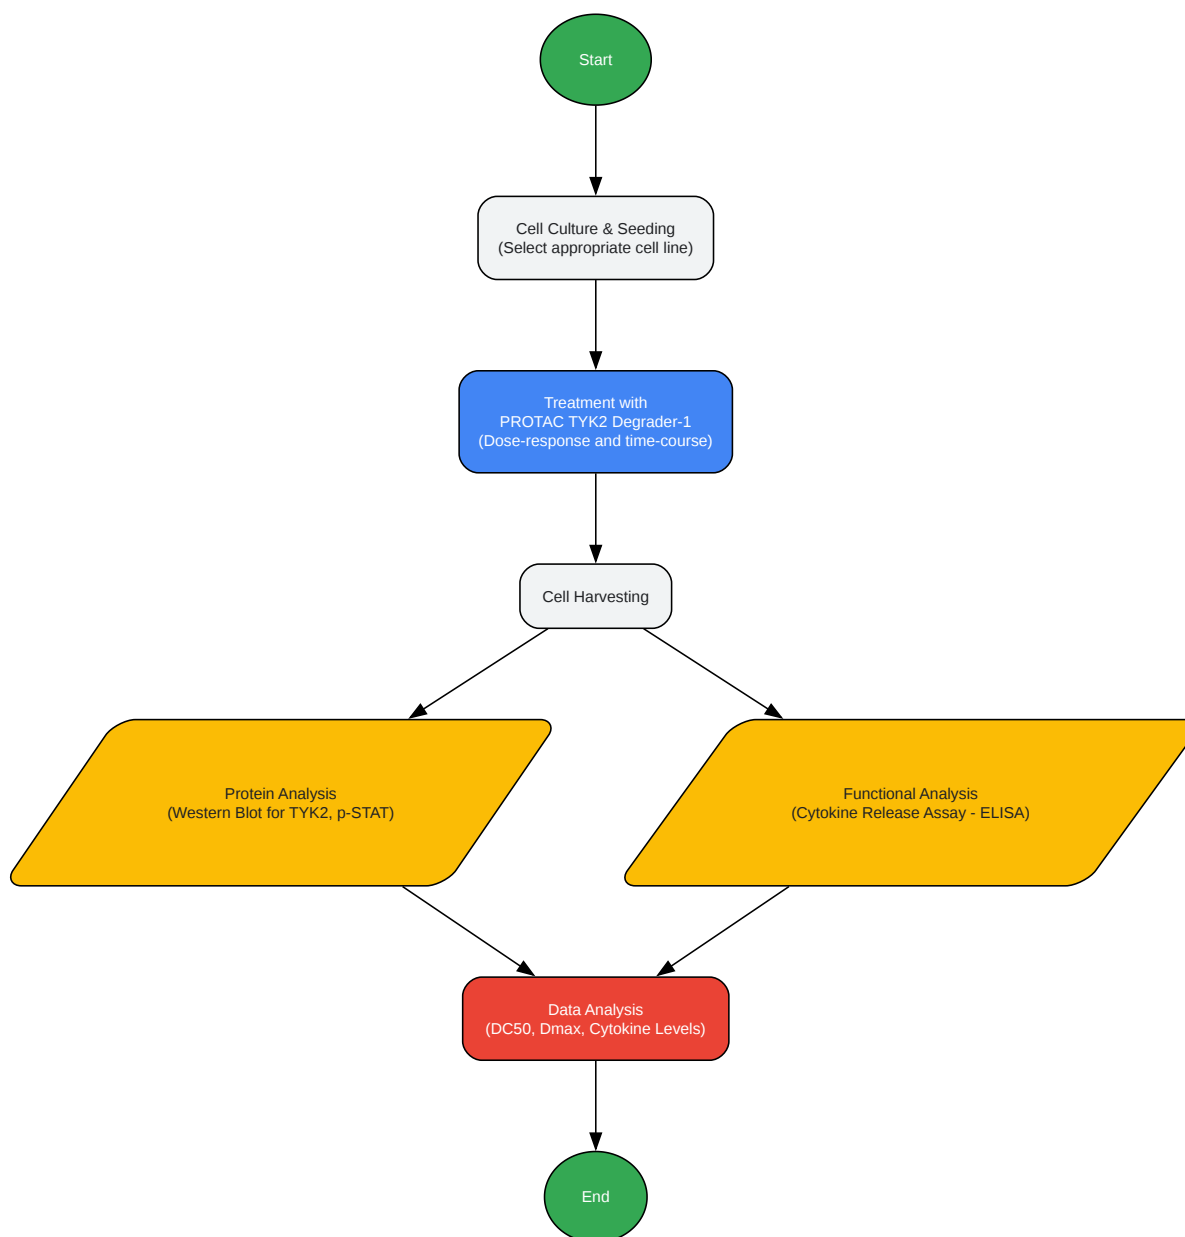 Start
Cell Culture & Seeding
(Select appropriate cell line)
Treatment with
PROTAC TYK2 Degrader-1
(Dose-response and time-course)
Cell Harvesting
Protein Analysis
(Western Blot for TYK2, p-STAT)
Functional Analysis
(Cytokine Release Assay - ELISA)
Data Analysis
(DC50, Dmax, Cytokine Levels)
End